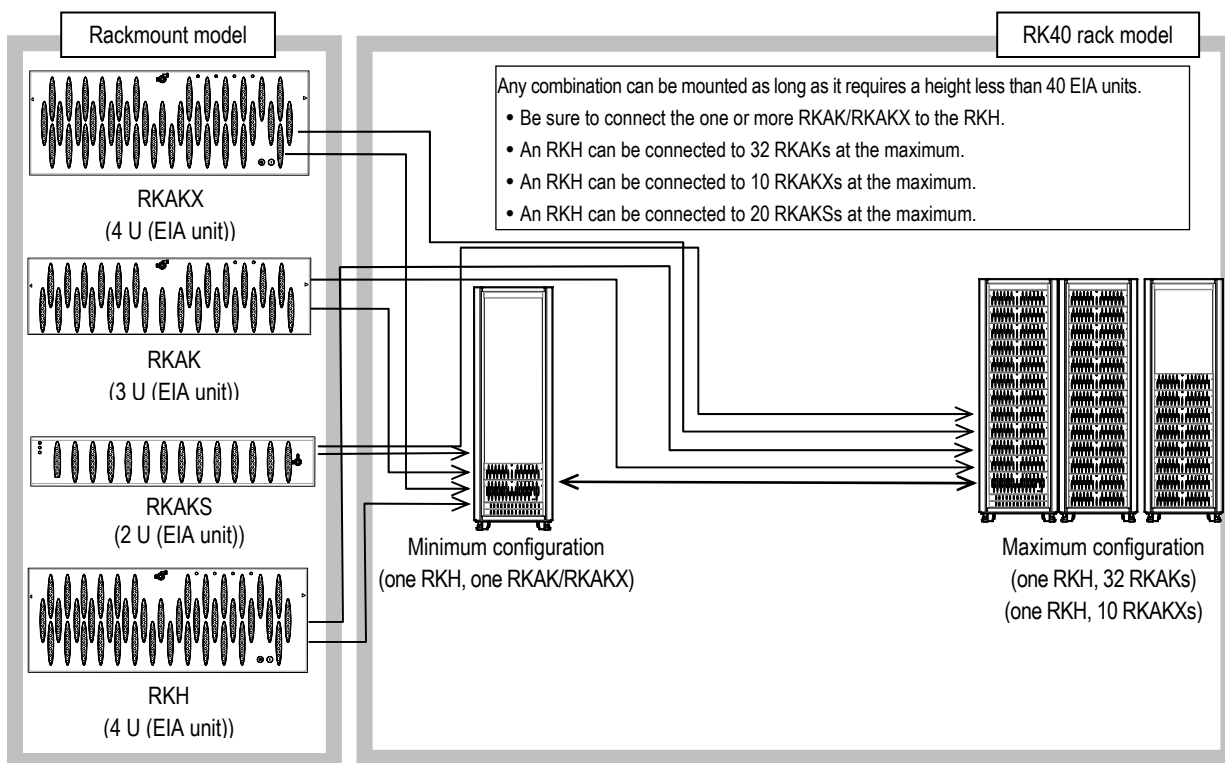 Rackmount model
RKAKX
(4 U (EIA unit))
RKAK
(3 U (EIA unit))
RKAKS
(2 U (EIA unit))
RKH
(4 U (EIA unit))
RK40 rack model
Any combination can be mounted as long as it requires a height less than 40 EIA units.
• Be sure to connect the one or more RKAK/RKAKX to the RKH.
• An RKH can be connected to 32 RKAKs at the maximum.
• An RKH can be connected to 10 RKAKXs at the maximum.
• An RKH can be connected to 20 RKAKSs at the maximum.
Minimum configuration
(one RKH, one RKAK/RKAKX)
Maximum configuration
(one RKH, 32 RKAKs)
(one RKH, 10 RKAKXs)